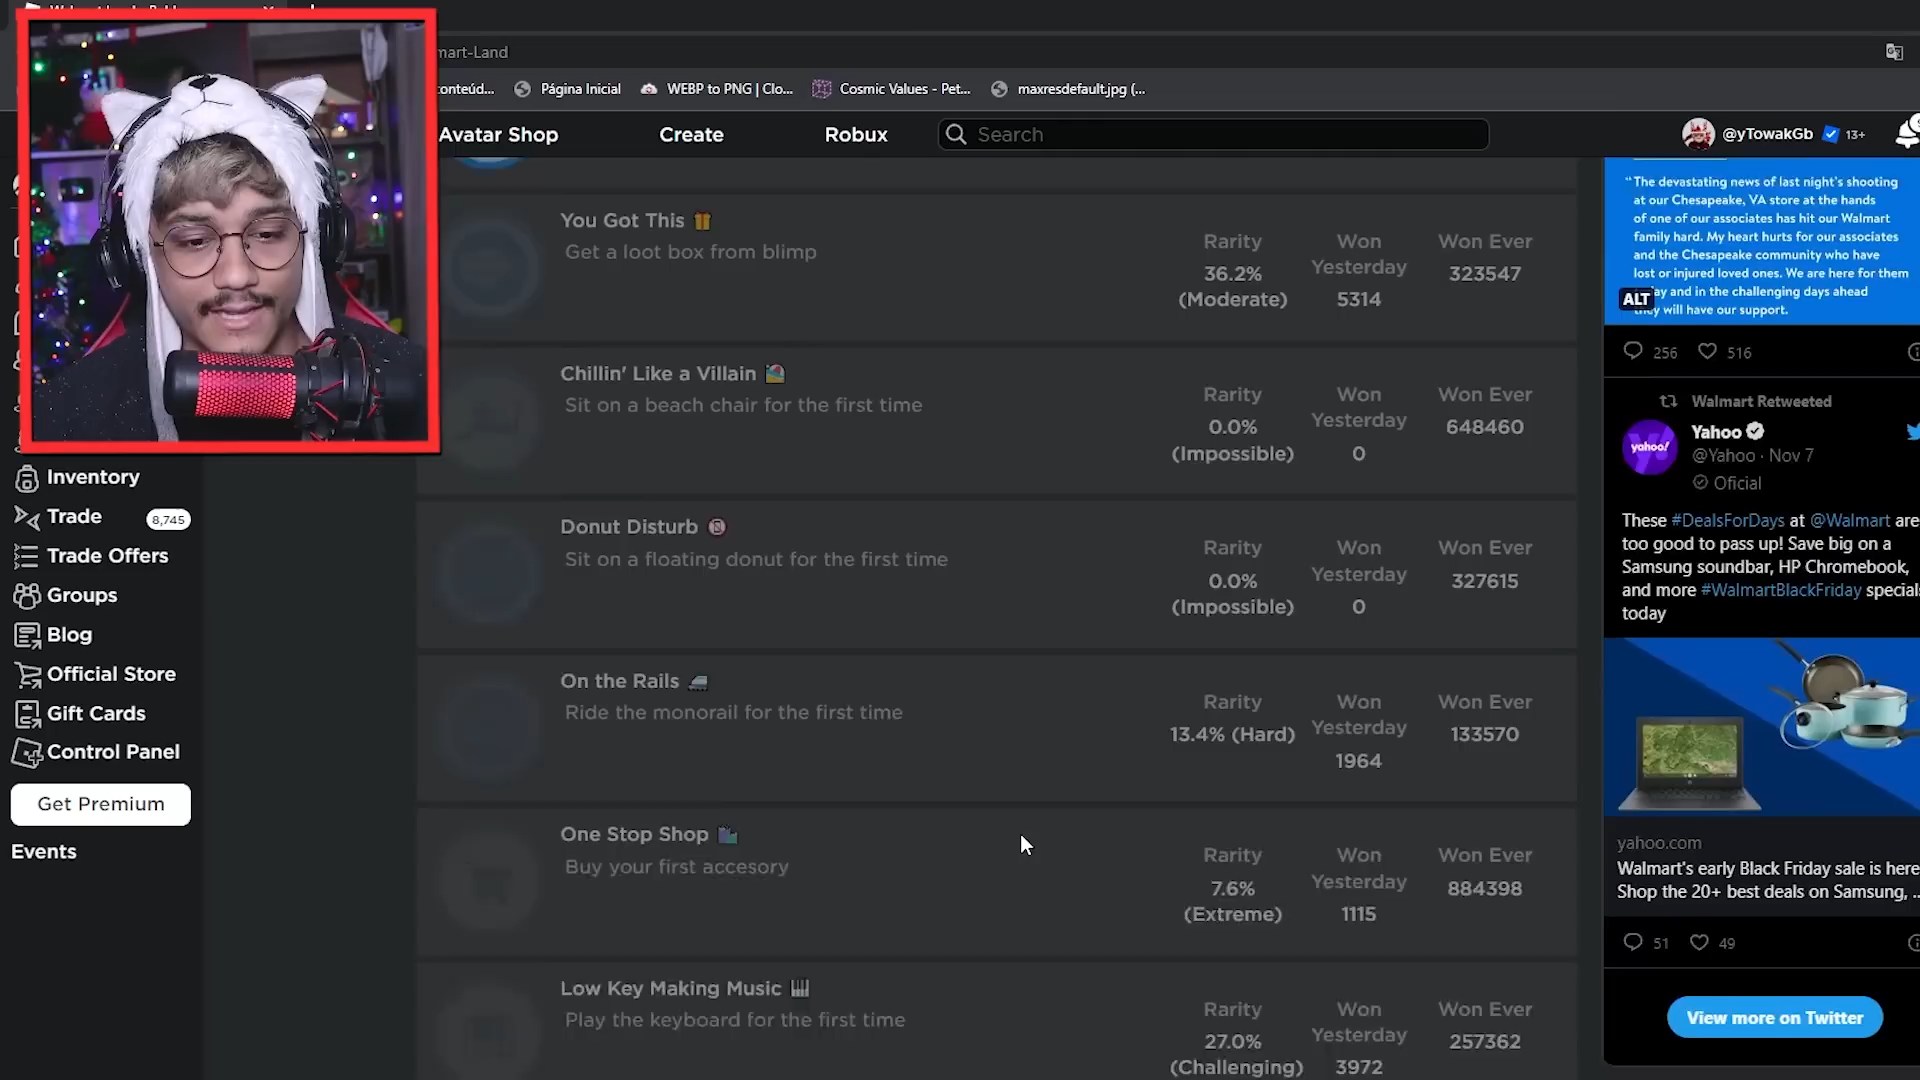 mart-Land
conteúd...
Página Inicial
WEBP to PNG | Clo...
Cosmic Values - Pet...
maxresdefault.jpg (...
Avatar Shop
Create
Robux
Search
@yTowakGb
13+
You Got This
Get a loot box from blimp
Rarity
36.2%
(Moderate)
Won
Yesterday
5314
Won Ever
323547
Chillin' Like a Villain
Sit on a beach chair for the first time
Rarity
0.0%
(Impossible)
Won
Yesterday
0
Won Ever
648460
Donut Disturb
Sit on a floating donut for the first time
Rarity
0.0%
(Impossible)
Won
Yesterday
0
Won Ever
327615
On the Rails
Ride the monorail for the first time
Rarity
13.4% (Hard)
Won
Yesterday
1964
Won Ever
133570
One Stop Shop
Buy your first accesory
Rarity
7.6%
(Extreme)
Won
Yesterday
1115
Won Ever
884398
Low Key Making Music
Play the keyboard for the first time
Rarity
27.0%
(Challenging)
Won
Yesterday
3972
Won Ever
257362
Inventory
Trade
8,745
Trade Offers
Groups
Blog
Official Store
Gift Cards
Control Panel
Get Premium
Events
"The devastating news of last night's shooting
at our Chesapeake, VA store at the hands
of one of our associates has hit our Walmart
family hard. My heart hurts for our associates
and the Chesapeake community who have
lost or injured loved ones. We are here for them
ay and in the challenging days ahead
they will have our support.
ALT
256
516
Walmart Retweeted
yahoo!
Yahoo
@Yahoo · Nov 7
Oficial
These #DealsForDays at @Walmart are
too good to pass up! Save big on a
Samsung soundbar, HP Chromebook,
and more #WalmartBlackFriday specials
today
yahoo.com
Walmart's early Black Friday sale is here
Shop the 20+ best deals on Samsung, ...
51
49
View more on Twitter